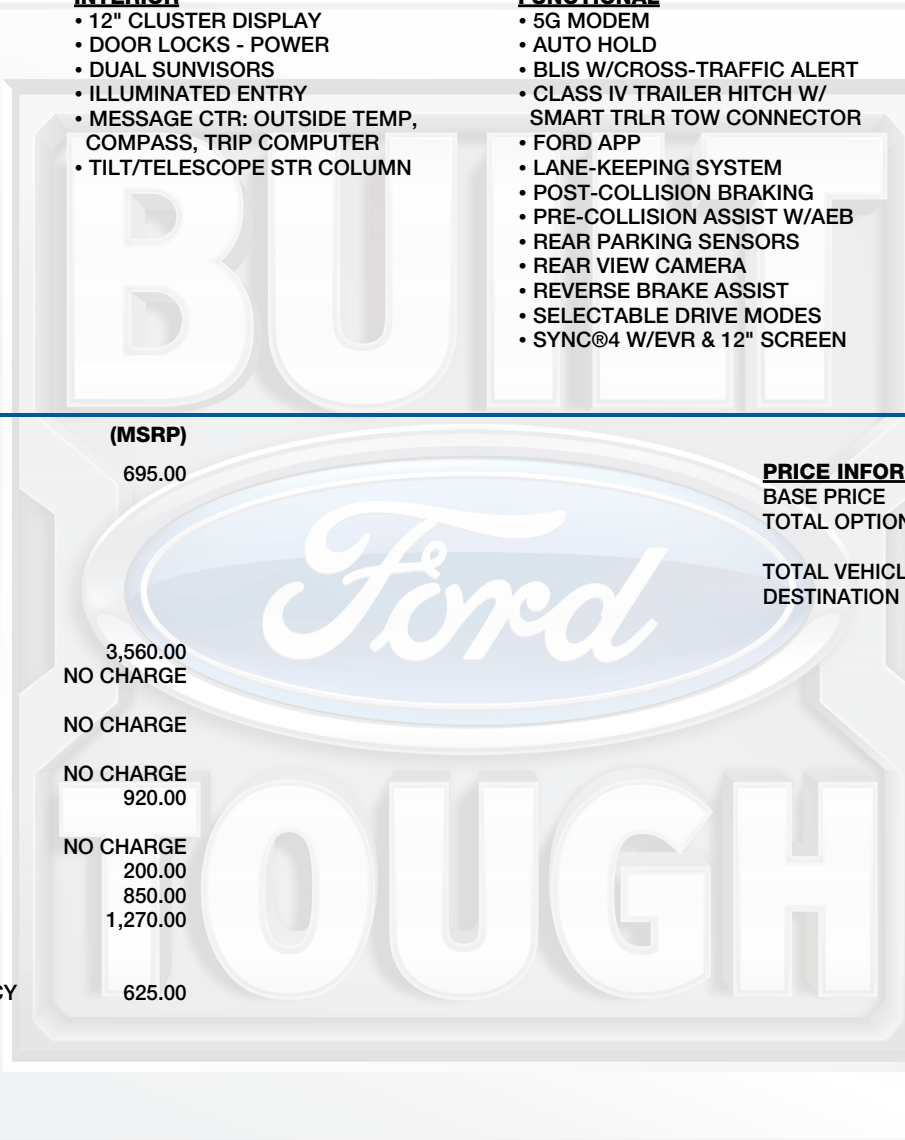 INTERIOR
• 12" CLUSTER DISPLAY
• DOOR LOCKS - POWER
• DUAL SUNVISORS
• ILLUMINATED ENTRY
• MESSAGE CTR: OUTSIDE TEMP,
COMPASS, TRIP COMPUTER
• TILT/TELESCOPE STR COLUMN
FUNCTIONAL
• 5G MODEM
• AUTO HOLD
• BLIS W/CROSS-TRAFFIC ALERT
• CLASS IV TRAILER HITCH W/
SMART TRLR TOW CONNECTOR
• FORD APP
• LANE-KEEPING SYSTEM
• POST-COLLISION BRAKING
• PRE-COLLISION ASSIST W/AEB
• REAR PARKING SENSORS
• REAR VIEW CAMERA
• REVERSE BRAKE ASSIST
• SELECTABLE DRIVE MODES
• SYNC®4 W/EVR & 12" SCREEN
BUILT
Ford
TOUGH
(MSRP)
695.00
3,560.00
NO CHARGE
NO CHARGE
NO CHARGE
920.00
NO CHARGE
200.00
850.00
1,270.00
CY 625.00
PRICE INFOR
BASE PRICE
TOTAL OPTION
TOTAL VEHICL
DESTINATION